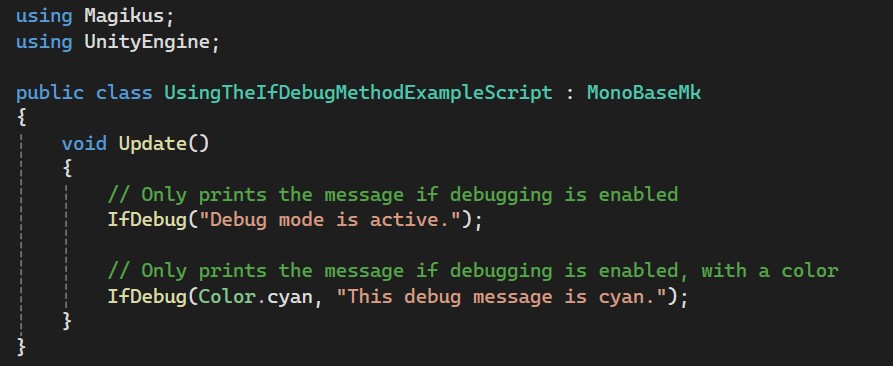 using Magikus;
using UnityEngine;
public class UsingTheIfDebugMethodExampleScript : MonoBaseMk
{
void Update()
{
// Only prints the message if debugging is enabled
IfDebug("Debug mode is active.");
// Only prints the message if debugging is enabled, with a color
IfDebug(Color.cyan, "This debug message is cyan.");
}
}